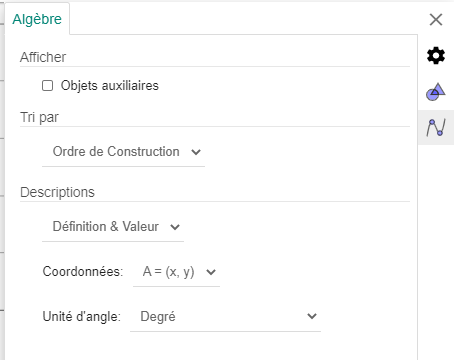 Algèbre
Afficher
Objets auxiliaires
Tri par
Ordre de Construction
Descriptions
Définition & Valeur
Coordonnées: A = (x, y)
Unité d'angle: Degré